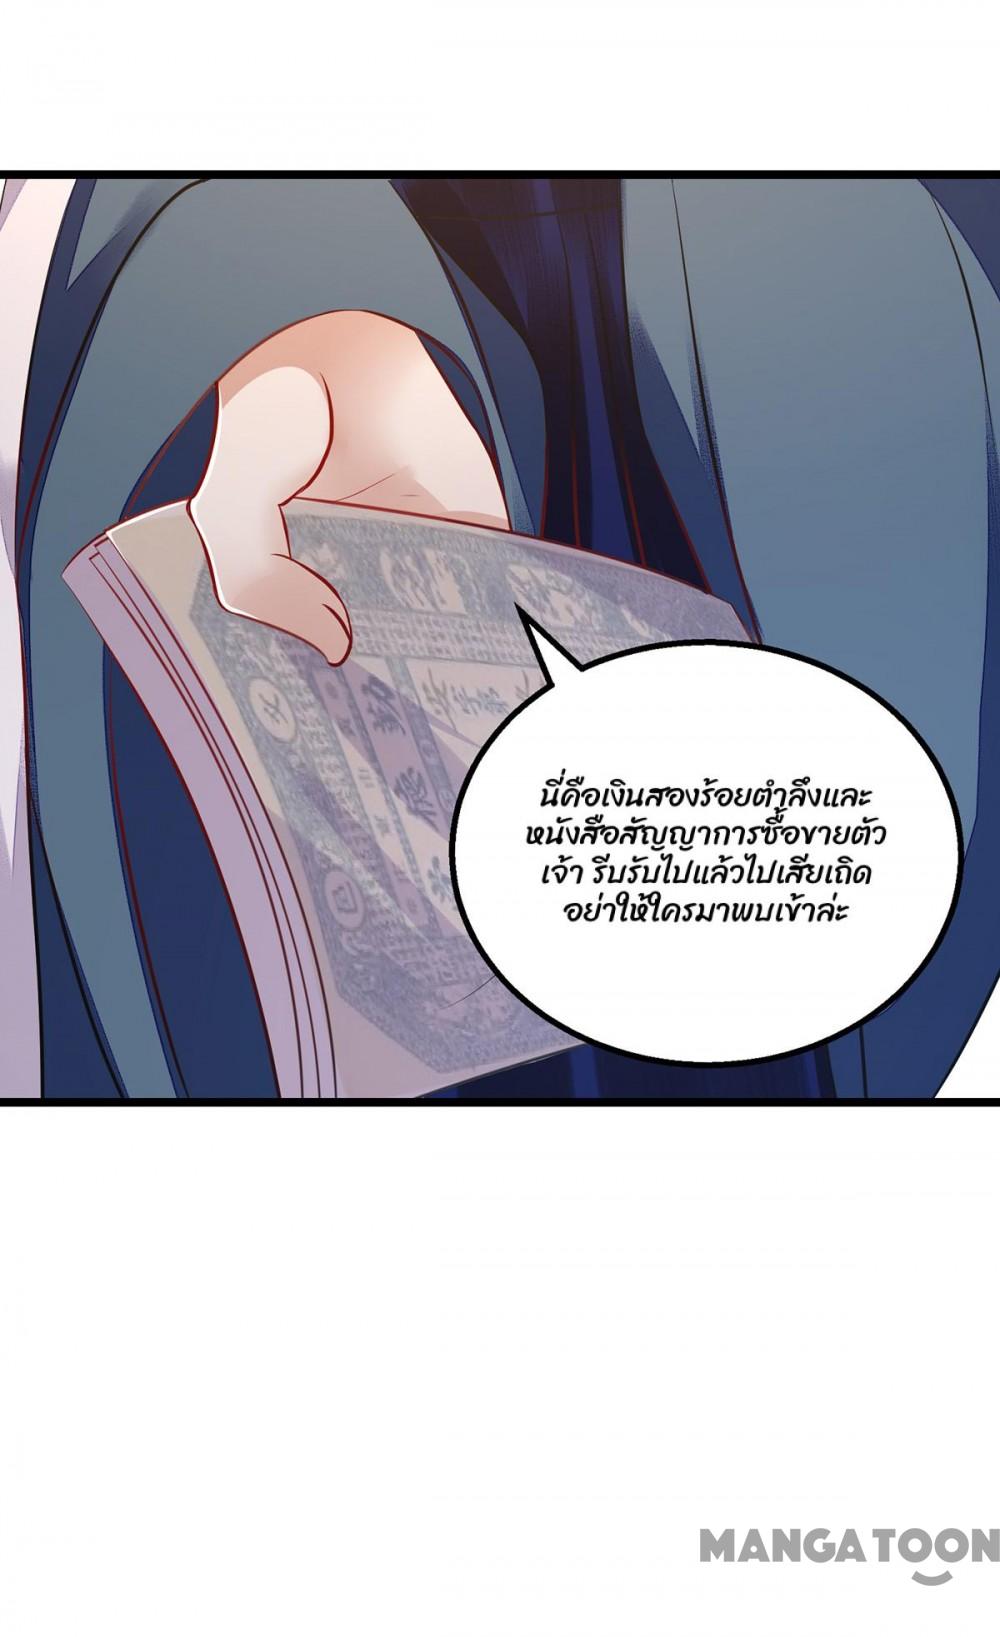 นี่คือเงินสองร้อยตำลึงและ
หนังสือสัญญาการซื้อขายตัว
เจ้า รีบรับไปแล้วไปเสียเถิด
อย่าให้ใครมาพบเข้าล่ะ
MANGATOON